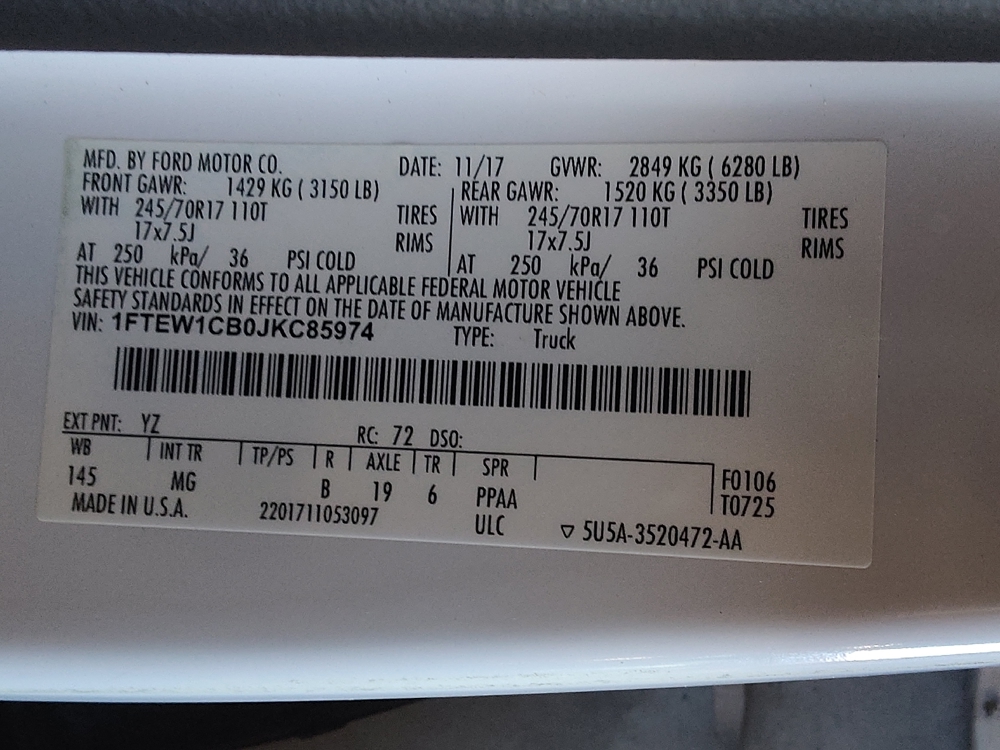 MFD. BY FORD MOTOR CO. DATE: 11/17 GVWR: 2849 KG ( 6280 LB)
FRONT GAWR: 1429 KG ( 3150 LB) REAR GAWR: 1520 KG ( 3350 LB)
WITH 245/70R17 110T TIRES WITH 245/70R17 110T TIRES
17x7.5J RIMS 17x7.5J RIMS
AT 250 kPa/ 36 PSI COLD AT 250 kPa/ 36 PSI COLD
THIS VEHICLE CONFORMS TO ALL APPLICABLE FEDERAL MOTOR VEHICLE
SAFETY STANDARDS IN EFFECT ON THE DATE OF MANUFACTURE SHOWN ABOVE.
VIN: 1FTEW1CB0JKC85974 TYPE: Truck
EXT PNT: YZ RC: 72 DSO:
WB INT TR TP/PS R AXLE TR SPR
145 MG B 19 6 PPAA F0106
MADE IN U.S.A. 2201711053097 ULC T0725
▽ 5U5A-3520472-AA